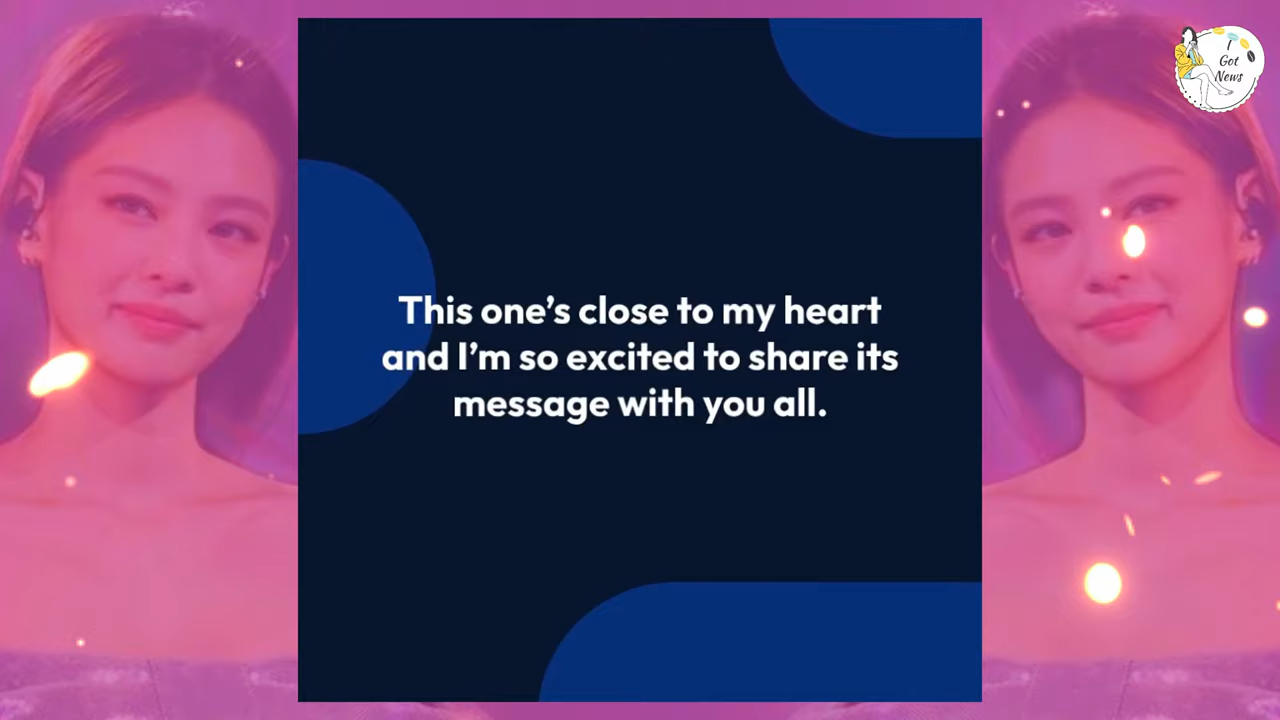 This one’s close to my heart
and I’m so excited to share its
message with you all.
I
Got
News